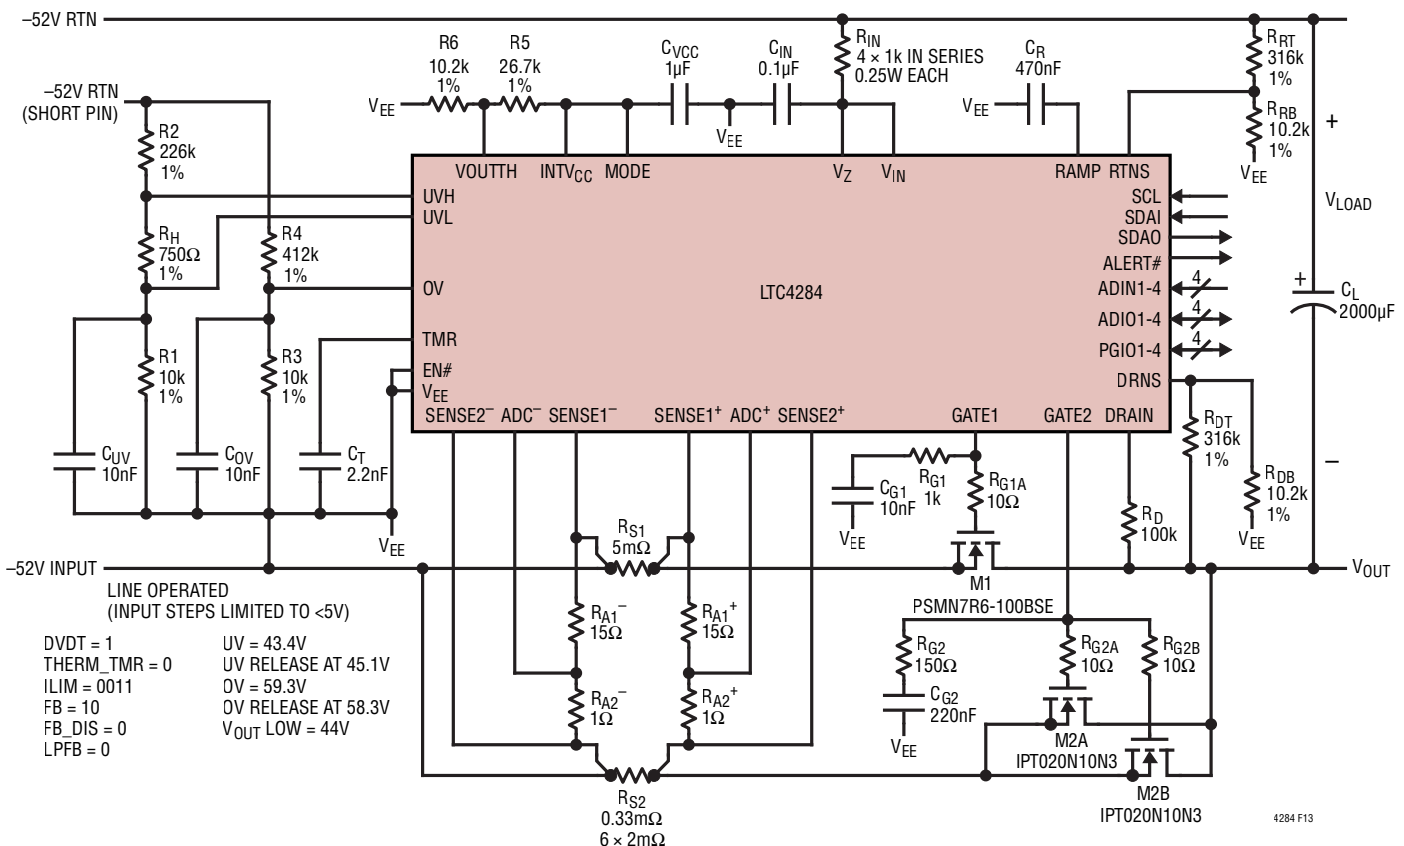 –52V RTN
–52V RTN
(SHORT PIN)
R2
226k
1%
RH
750Ω
1%
R4
412k
1%
R1
10k
1%
R3
10k
1%
CUV
10nF
COV
10nF
CT
2.2nF
VEE
VEE
R6
10.2k
1%
R5
26.7k
1%
CVCC
1µF
VEE
CIN
0.1µF
RIN
4 × 1k IN SERIES
0.25W EACH
VEE
CR
470nF
RRT
316k
1%
RRB
10.2k
1%
VEE
+
VLOAD
–
+
CL
2000µF
VOUTTH
INTVCC
MODE
VZ
VIN
RAMP
RTNS
UVH
UVL
OV
TMR
EN#
VEE
LTC4284
SCL
SDAI
SDAO
ALERT#
ADIN1-4
4
ADIO1-4
4
PGIO1-4
4
DRNS
SENSE2–
ADC–
SENSE1–
SENSE1+
ADC+
SENSE2+
GATE1
GATE2
DRAIN
RDT
316k
1%
RDB
10.2k
1%
VEE
RG1
1k
CG1
10nF
VEE
RG1A
10Ω
RD
100k
M1
PSMN7R6-100BSE
RS1
5mΩ
–52V INPUT
VOUT
LINE OPERATED
(INPUT STEPS LIMITED TO <5V)
DVDT = 1
THERM_TMR = 0
ILIM = 0011
FB = 10
FB_DIS = 0
LPFB = 0
UV = 43.4V
UV RELEASE AT 45.1V
OV = 59.3V
OV RELEASE AT 58.3V
VOUT LOW = 44V
RA1–
15Ω
RA1+
15Ω
RA2–
1Ω
RA2+
1Ω
RS2
0.33mΩ
6 × 2mΩ
RG2
150Ω
CG2
220nF
VEE
RG2A
10Ω
RG2B
10Ω
M2A
IPT020N10N3
M2B
IPT020N10N3
4284 F13